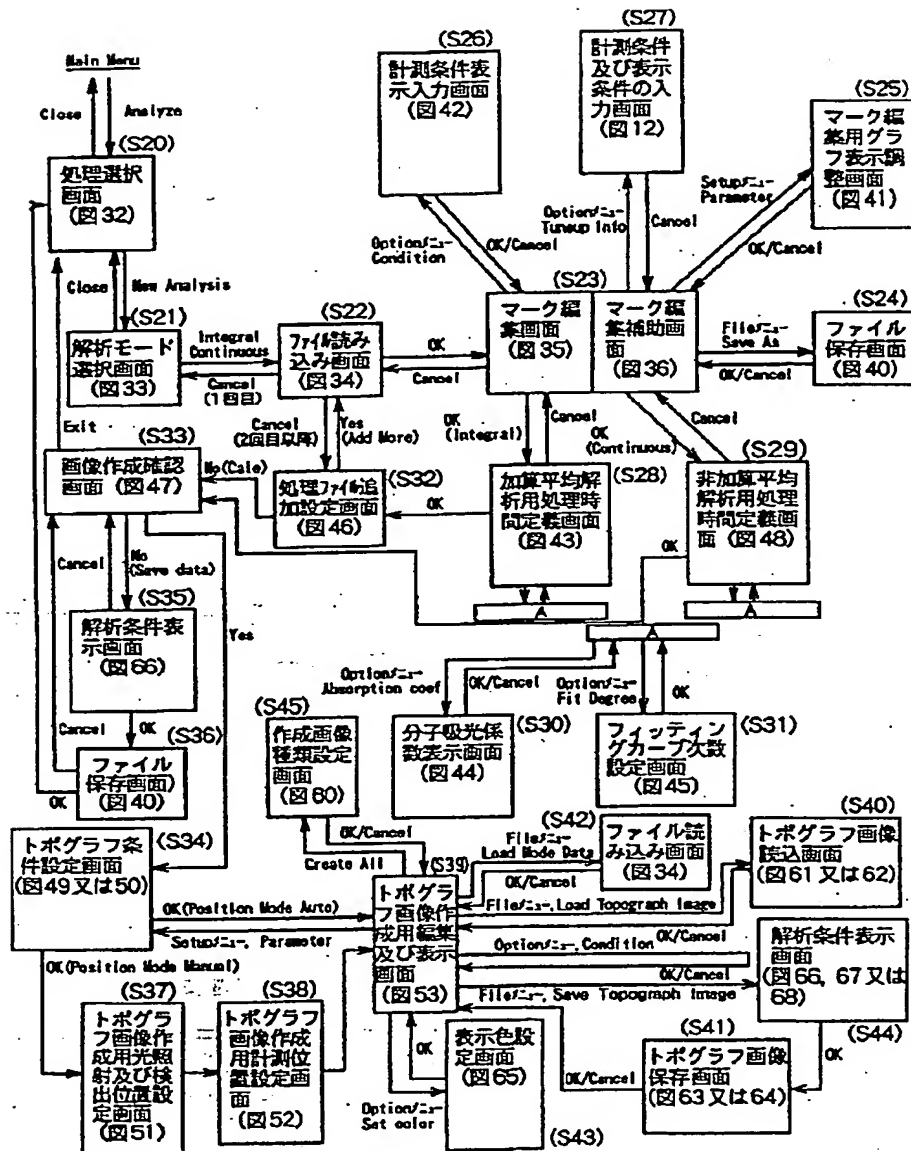 (S26)
計測条件表
示入力画面
(図42)
(S27)
計測条件
及び表示
条件の入
力画面
(図12)
(S25)
マーク編
集用グラ
フ表示調
整画面
(図41)
Main Menu
Close
Analyze
(S20)
処理選択
画面
(図32)
Optionメニュー
Condition
OK/Cancel
Optionメニュー
Tuneup Info
Cancel
Setupメニュー
Parameter
OK/Cancel
Close
New Analysis
(S21)
解析モード
選択画面
(図33)
Integral
Continuous
Cancel
(1回目)
(S22)
ファイル読み
込み画面
(図34)
OK
Cancel
(S23)
マーク編
集画面
(図35)
マーク編
集補助画
面
(図36)
Fileメニュー
Save As
OK/Cancel
(S24)
ファイル
保存画面
(図40)
Exit
Cancel
(2回目以降)
Yes
(Add More)
OK
(Integral)
Cancel
OK
(Continuous)
Cancel
(S33)
画像作成確認
画面 (図47)
No(Calc)
(S32)
処理ファイル追
加設定画面
(図46)
OK
(S28)
加算平均解
析用処理時
間定義画面
(図43)
(S29)
非加算平均
解析用処理
時間定義画
面 (図48)
OK
A
A
A
Cancel
No
(Save data)
Yes
(S35)
解析条件表
示画面
(図66)
Cancel
OK
(S36)
ファイル
保存画面)
(図40)
OK
Optionメニュー
Absorption coef
OK/Cancel
Optionメニュー
Fit Degree
OK
(S30)
分子吸光係
数表示画面
(図44)
(S31)
フィッティン
グカーブ次数
設定画面
(図45)
(S45)
作成画像
種類設定
画面
(図60)
OK/Cancel
Create All
(S34)
トポグラフ条
件設定画面
(図49又は50)
OK(Position Mode Auto)
Setupメニュー, Parameter
OK(Position Mode Manual)
(S39)
トポグラ
フ画像作
成用編集
及び表示
画面
(図53)
Fileメニュー
Load Mode Data
OK/Cancel
(S42)
ファイル読
み込み画面
(図34)
(S40)
トポグラフ画像
読込画面
(図61又は62)
Fileメニュー, Load Topograph Image
OK/Cancel
Optionメニュー, Condition
OK/Cancel
Fileメニュー, Save Topograph Image
解析条件表示
画面
(図66, 67又は
68)
(S44)
OK
(S37)
トポグラ
フ画像作
成用光照
射及び検
出位置設
定画面
(図51)
(S38)
トポグラフ
画像作成
用計測位
置設定画
面
(図52)
OK
Optionメニュー
Set color
表示色設
定画面
(図65)
(S43)
OK/Cancel
(S41)
トポグラフ画像
保存画面
(図63又は64)